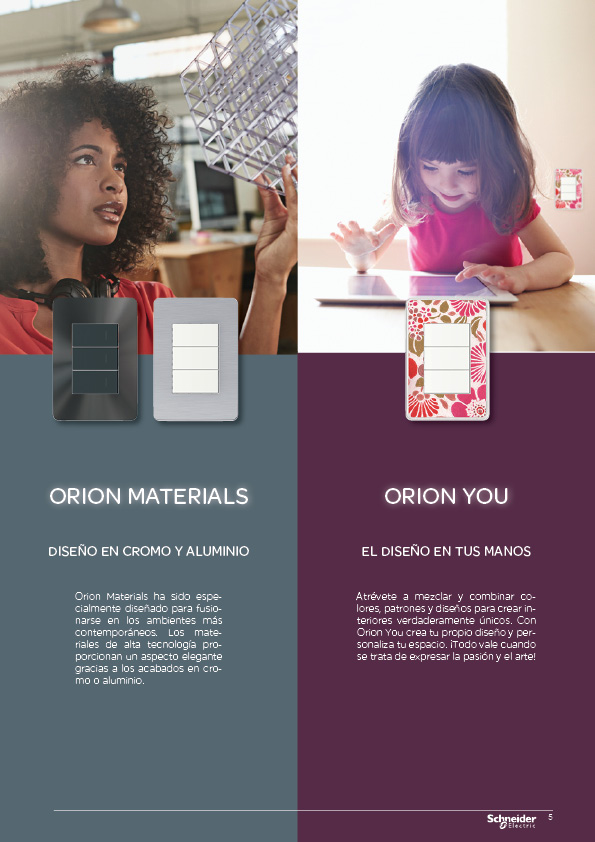 ORION MATERIALS
DISEÑO EN CROMO Y ALUMINIO
Orion Materials ha sido espe-
cialmente diseñado para fusio-
narse en los ambientes más
contemporáneos. Los mate-
riales de alta tecnología pro-
porcionan un aspecto elegante
gracias a los acabados en cro-
mo o aluminio.
ORION YOU
EL DISEÑO EN TUS MANOS
Atrévete a mezclar y combinar co-
lores, patrones y diseños para crear in-
teriores verdaderamente únicos. Con
Orion You crea tu propio diseño y per-
sonaliza tu espacio. ¡Todo vale cuando
se trata de expresar la pasión y el arte!
Schneider
Electric
5